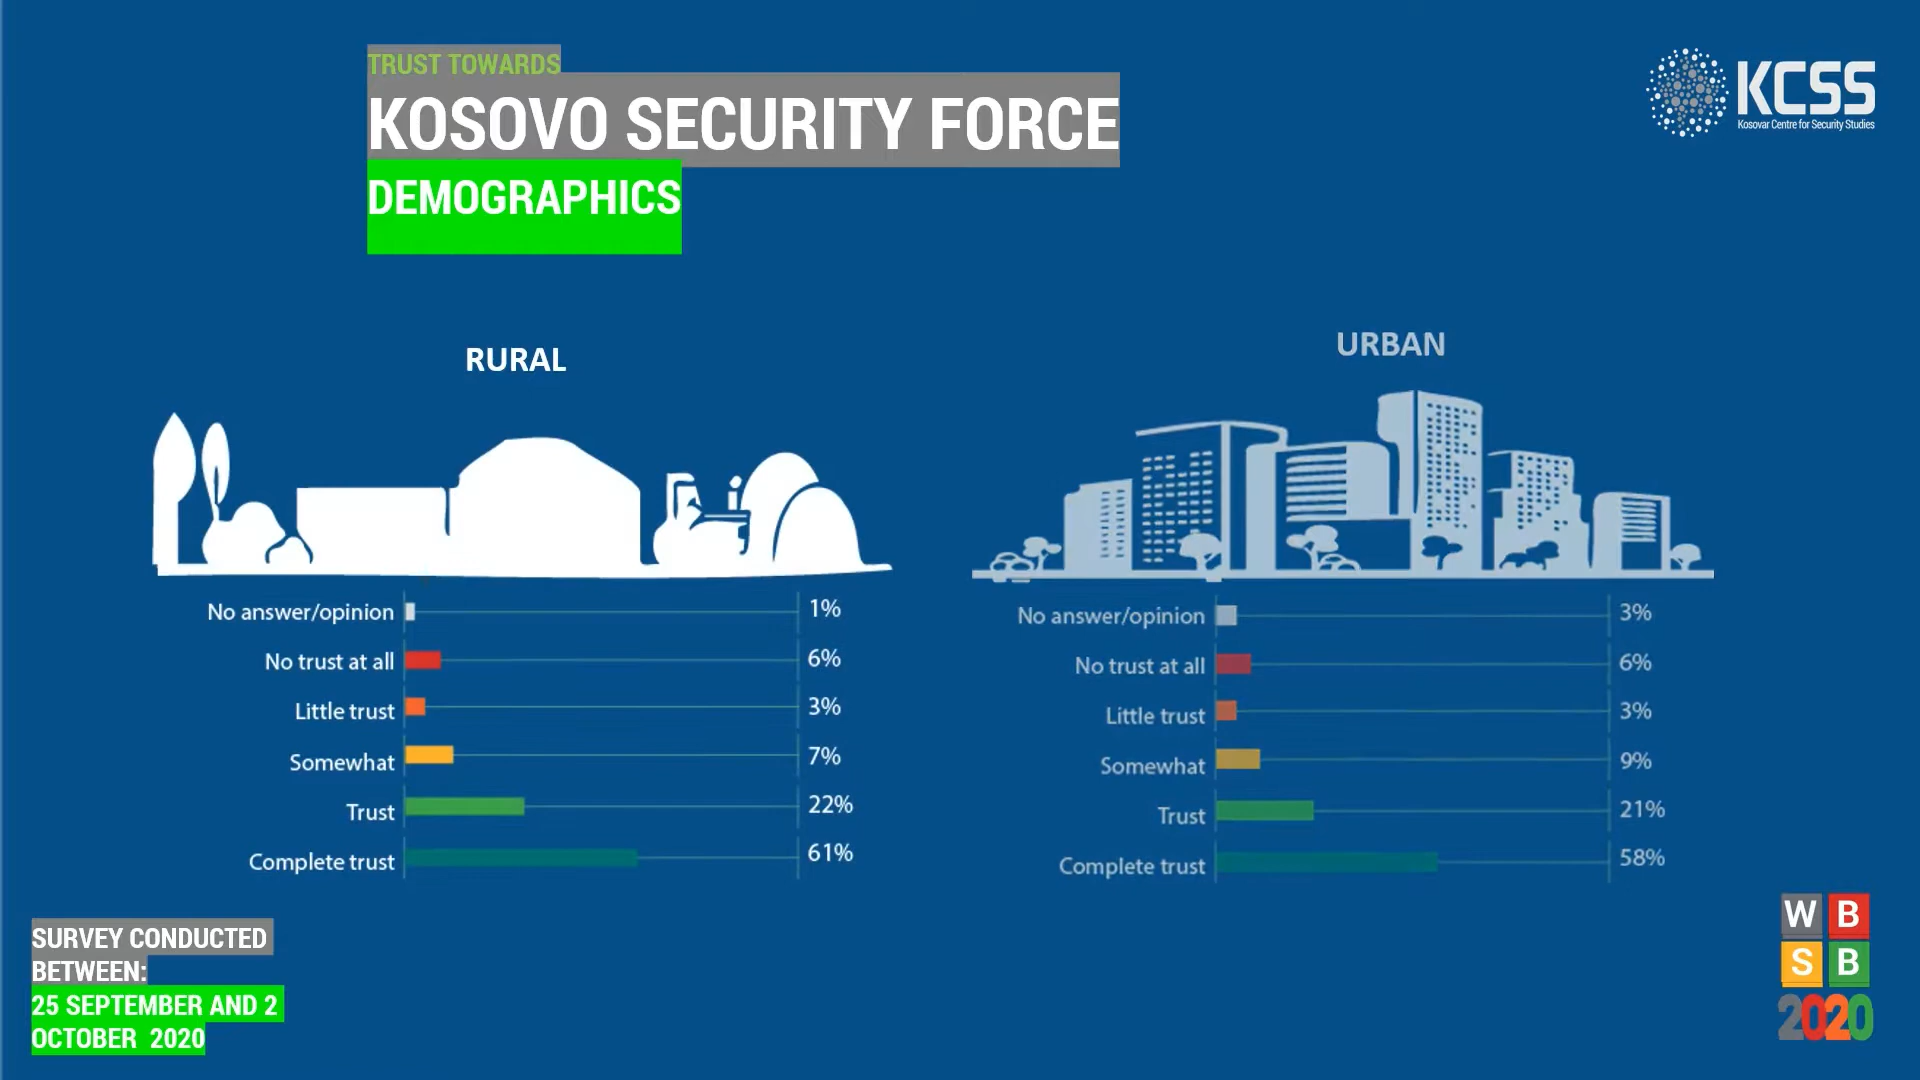 TRUST TOWARDS
KOSOVO SECURITY FORCE
DEMOGRAPHICS
KCSS
Kosovar Centre for Security Studies
RURAL
No answer/opinion 1%
No trust at all 6%
Little trust 3%
Somewhat 7%
Trust 22%
Complete trust 61%
URBAN
No answer/opinion 3%
No trust at all 6%
Little trust 3%
Somewhat 9%
Trust 21%
Complete trust 58%
SURVEY CONDUCTED
BETWEEN:
25 SEPTEMBER AND 2
OCTOBER 2020
W B
S B
2020